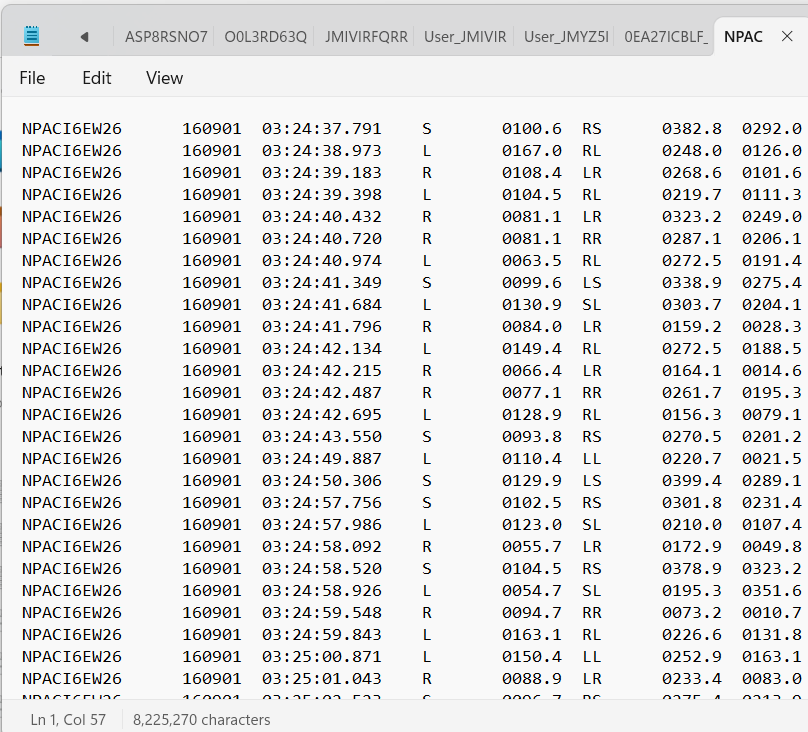 ASP8RSNO7 O0L3RD63Q JMIVIRFQRR User_JMIVIR User_JMYZ5I 0EA27ICBLF_ NPAC
File Edit View
NPACI6EW26 160901 03:24:37.791 S 0100.6 RS 0382.8 0292.0
NPACI6EW26 160901 03:24:38.973 L 0167.0 RL 0248.0 0126.0
NPACI6EW26 160901 03:24:39.183 R 0108.4 LR 0268.6 0101.6
NPACI6EW26 160901 03:24:39.398 L 0104.5 RL 0219.7 0111.3
NPACI6EW26 160901 03:24:40.432 R 0081.1 LR 0323.2 0249.0
NPACI6EW26 160901 03:24:40.720 R 0081.1 RR 0287.1 0206.1
NPACI6EW26 160901 03:24:40.974 L 0063.5 RL 0272.5 0191.4
NPACI6EW26 160901 03:24:41.349 S 0099.6 LS 0338.9 0275.4
NPACI6EW26 160901 03:24:41.684 L 0130.9 SL 0303.7 0204.1
NPACI6EW26 160901 03:24:41.796 R 0084.0 LR 0159.2 0028.3
NPACI6EW26 160901 03:24:42.134 L 0149.4 RL 0272.5 0188.5
NPACI6EW26 160901 03:24:42.215 R 0066.4 LR 0164.1 0014.6
NPACI6EW26 160901 03:24:42.487 R 0077.1 RR 0261.7 0195.3
NPACI6EW26 160901 03:24:42.695 L 0128.9 RL 0156.3 0079.1
NPACI6EW26 160901 03:24:43.550 S 0093.8 RS 0270.5 0201.2
NPACI6EW26 160901 03:24:49.887 L 0110.4 LL 0220.7 0021.5
NPACI6EW26 160901 03:24:50.306 S 0129.9 LS 0399.4 0289.1
NPACI6EW26 160901 03:24:57.756 S 0102.5 RS 0301.8 0231.4
NPACI6EW26 160901 03:24:57.986 L 0123.0 SL 0210.0 0107.4
NPACI6EW26 160901 03:24:58.092 R 0055.7 LR 0172.9 0049.8
NPACI6EW26 160901 03:24:58.520 S 0104.5 RS 0378.9 0323.2
NPACI6EW26 160901 03:24:58.926 L 0054.7 SL 0195.3 0351.6
NPACI6EW26 160901 03:24:59.548 R 0094.7 RR 0073.2 0010.7
NPACI6EW26 160901 03:24:59.843 L 0163.1 RL 0226.6 0131.8
NPACI6EW26 160901 03:25:00.871 L 0150.4 LL 0252.9 0163.1
NPACI6EW26 160901 03:25:01.043 R 0088.9 LR 0233.4 0083.0
NPACI6EW26 160901
Ln 1, Col 57 8,225,270 characters